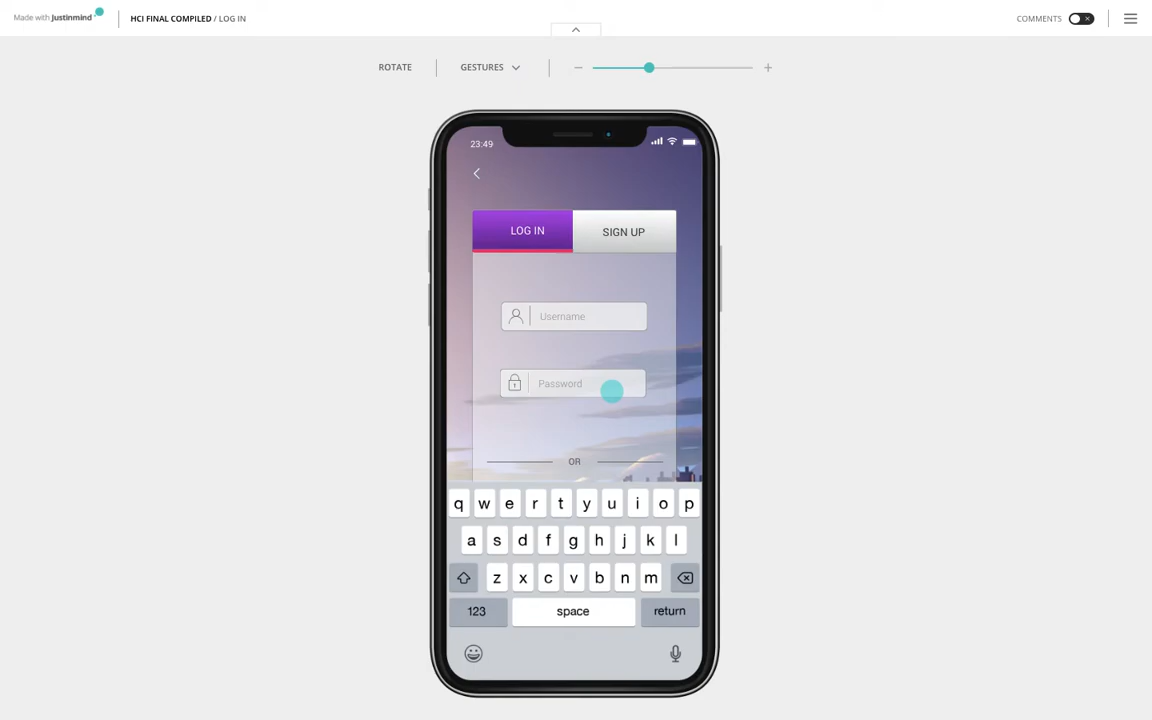 Made with Justinmind
HCI FINAL COMPILED / LOG IN
COMMENTS
ROTATE
GESTURES
23:49
LOG IN
SIGN UP
Username
Password
OR
q w e r t y u i o p
a s d f g h j k l
z x c v b n m
123 space return